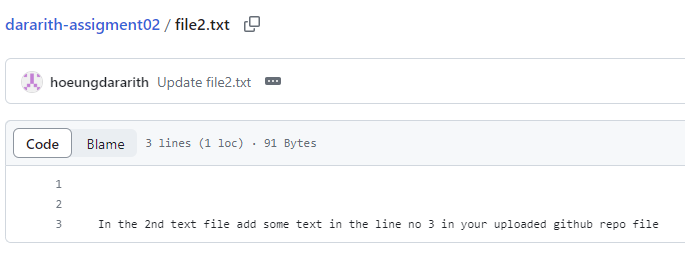 dararith-assigment02 / file2.txt
hoeungdararith Update file2.txt
Code Blame 3 lines (1 loc) · 91 Bytes
1
2
3 In the 2nd text file add some text in the line no 3 in your uploaded github repo file